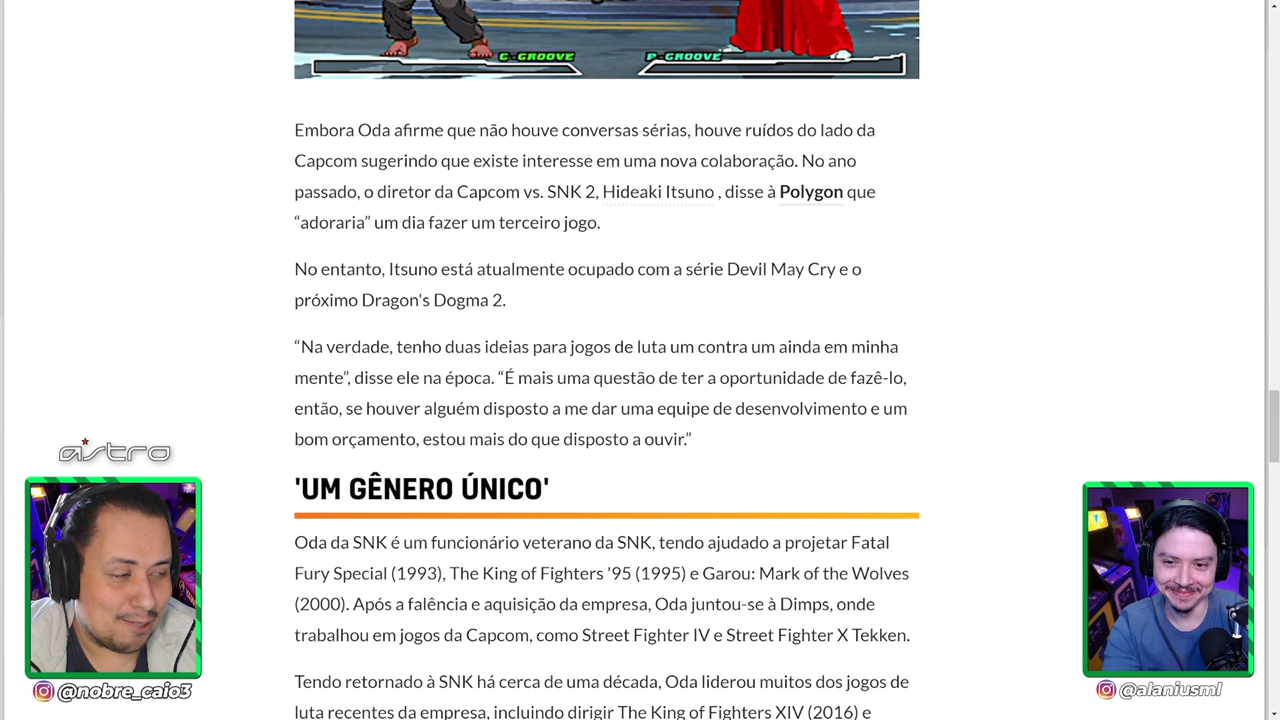 C-GROOVE
P-GROOVE
Embora Oda afirme que não houve conversas sérias, houve ruídos do lado da
Capcom sugerindo que existe interesse em uma nova colaboração. No ano
passado, o diretor da Capcom vs. SNK 2, Hideaki Itsuno , disse à Polygon que
“adoraria” um dia fazer um terceiro jogo.
No entanto, Itsuno está atualmente ocupado com a série Devil May Cry e o
próximo Dragon's Dogma 2.
“Na verdade, tenho duas ideias para jogos de luta um contra um ainda em minha
mente”, disse ele na época. “É mais uma questão de ter a oportunidade de fazê-lo,
então, se houver alguém disposto a me dar uma equipe de desenvolvimento e um
bom orçamento, estou mais do que disposto a ouvir.”
astro
'UM GÊNERO ÚNICO'
Oda da SNK é um funcionário veterano da SNK, tendo ajudado a projetar Fatal
Fury Special (1993), The King of Fighters '95 (1995) e Garou: Mark of the Wolves
(2000). Após a falência e aquisição da empresa, Oda juntou-se à Dimps, onde
trabalhou em jogos da Capcom, como Street Fighter IV e Street Fighter X Tekken.
Tendo retornado à SNK há cerca de uma década, Oda liderou muitos dos jogos de
luta recentes da empresa, incluindo dirigir The King of Fighters XIV (2016) e
@nobre_caio3
@alaniusml